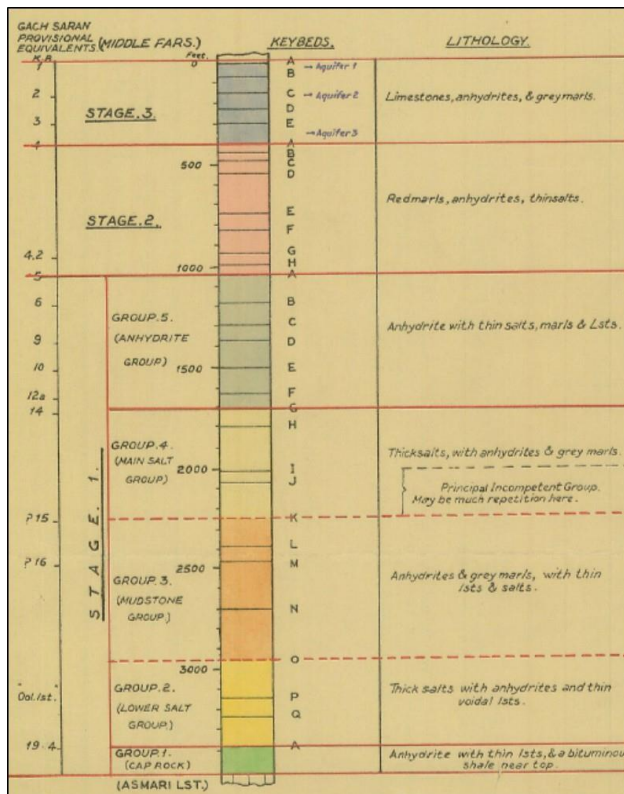 GACH SARAN
PROVISIONAL
EQUIVALENTS
K.B.
(MIDDLE FARS.)
Feet.
KEYBEDS.
LITHOLOGY.
1
0
A
→ Aquifer 1
B
2
C
→ Aquifer 2
Limestones, anhydrites, & grey marls.
STAGE. 3.
D
3
E
→ Aquifer 3
4
A
B
500
C
D
Red marls, anhydrites, thin salts.
E
STAGE. 2.
F
G
4.2
H
1000
5
A
6
B
GROUP. 5.
C
Anhydrite with thin salts, marls & Lsts.
(ANHYDRITE
9
D
GROUP)
10
1500
E
12a
F
G
14
H
GROUP. 4.
Thick salts, with anhydrites & grey marls.
(MAIN SALT
2000
I
GROUP)
J
Principal Incompetent Group.
May be much repetition here.
STAGE. 1.
? 15
K
L
? 16
2500
M
GROUP. 3.
Anhydrites & grey marls, with thin
lsts & salts.
(MUDSTONE
N
GROUP.)
O
3000
GROUP. 2.
Thick salts with anhydrites and thin
voidal lsts.
"Ool. lst."
P
(LOWER SALT
Q
GROUP.)
19.4.
A
GROUP. 1.
Anhydrite with thin lsts, & a bituminous
shale near top.
(CAP ROCK)
(ASMARI LST.)